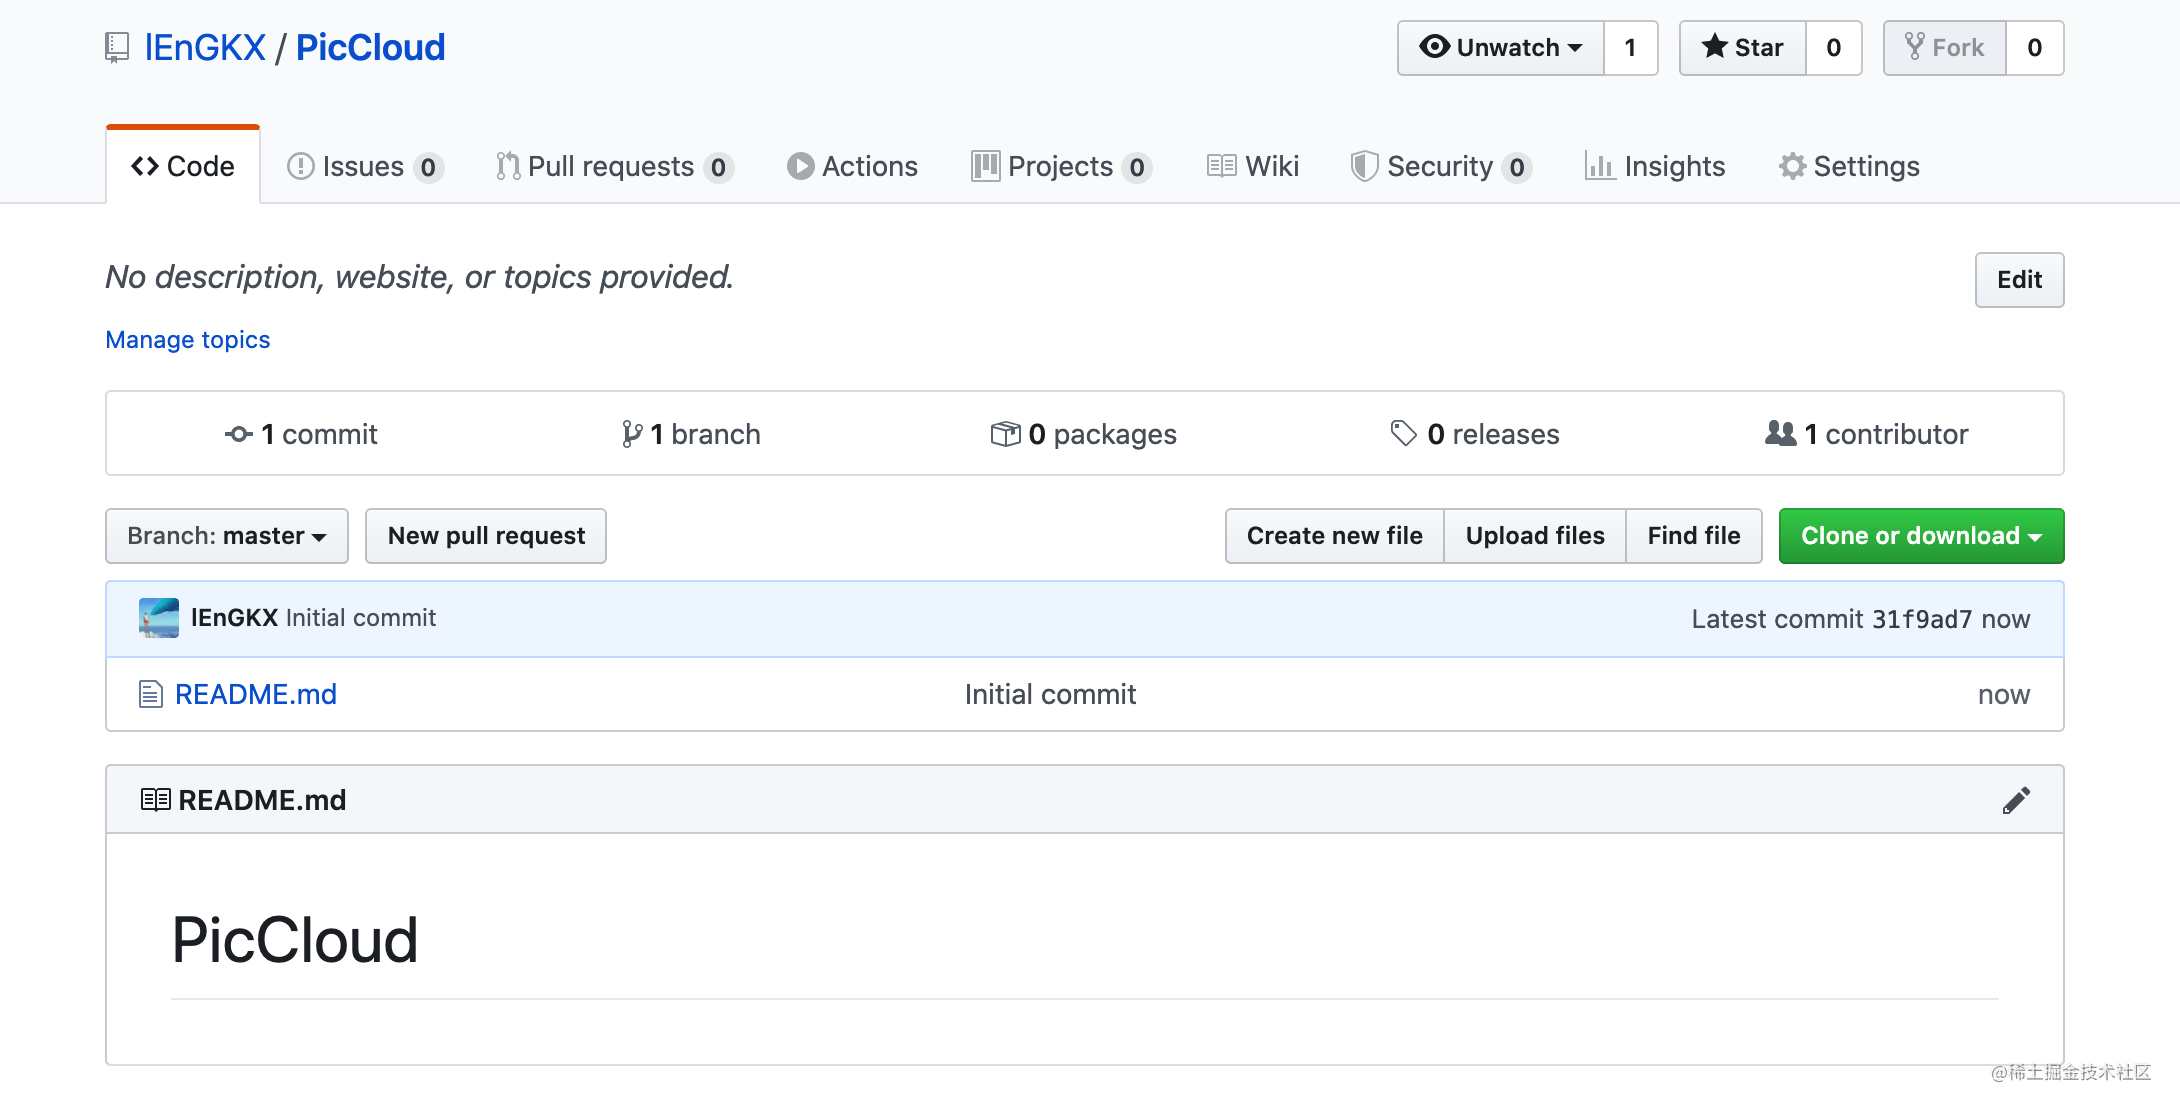 lEnGKX / PicCloud
Unwatch 1 Star 0 Fork 0
Code Issues 0 Pull requests 0 Actions Projects 0 Wiki Security 0 Insights Settings
No description, website, or topics provided. Edit
Manage topics
1 commit 1 branch 0 packages 0 releases 1 contributor
Branch: master New pull request Create new file Upload files Find file Clone or download
lEnGKX Initial commit Latest commit 31f9ad7 now
README.md Initial commit now
README.md
PicCloud
@稀土掘金技术社区